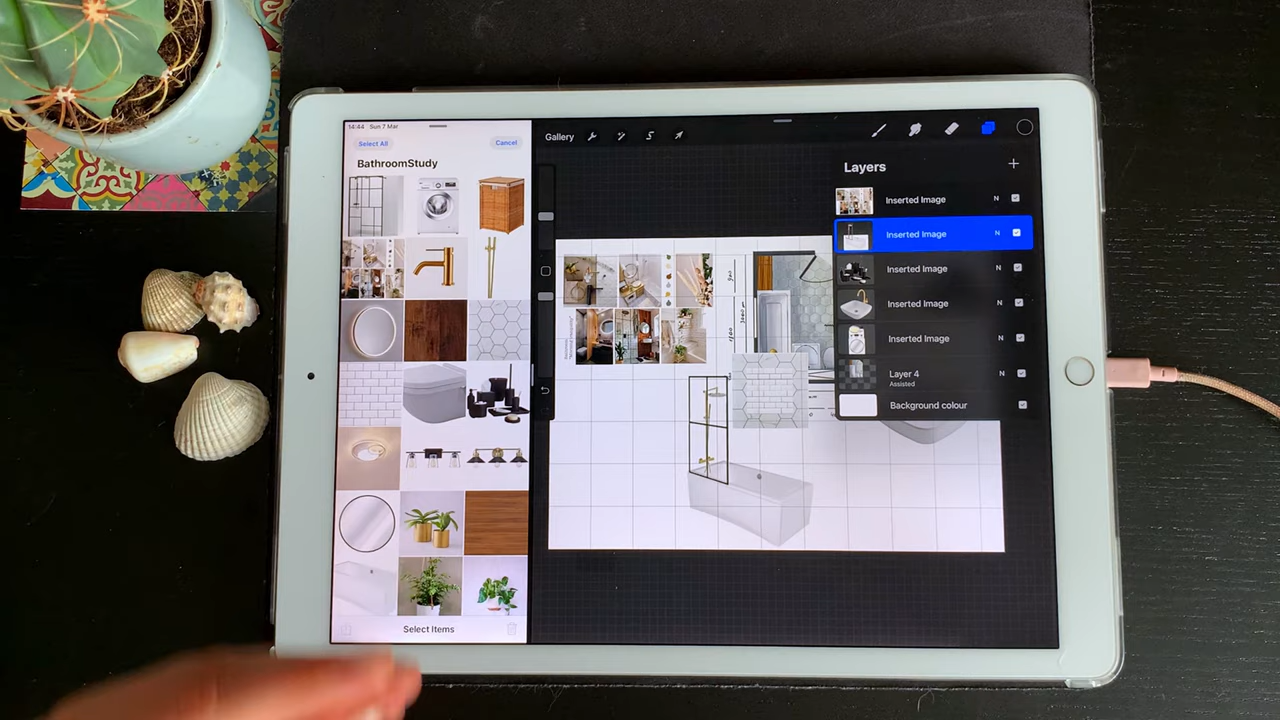 14:44 Sun 7 Mar
Select All
Cancel
BathroomStudy
Select Items
Gallery
Layers
Inserted Image N
Inserted Image N
Inserted Image N
Inserted Image N
Inserted Image N
Layer 4 N
Assisted
Background colour